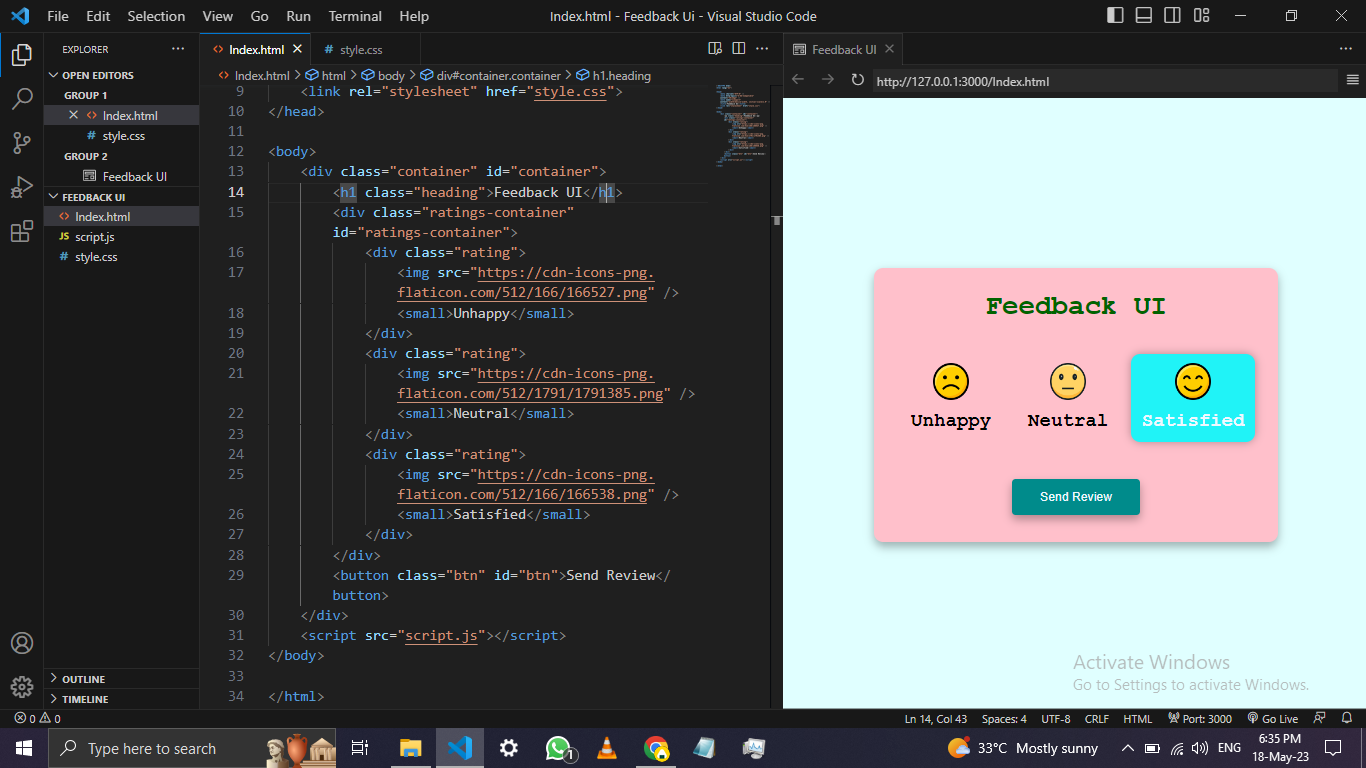 File Edit Selection View Go Run Terminal Help
Index.html - Feedback Ui - Visual Studio Code
EXPLORER
OPEN EDITORS
GROUP 1
Index.html
style.css
GROUP 2
Feedback UI
FEEDBACK UI
Index.html
JS script.js
# style.css
OUTLINE
TIMELINE
Index.html
# style.css
Index.html > html > body > div#container.container > h1.heading
9 <link rel="stylesheet" href="style.css">
10 </head>
11
12 <body>
13 <div class="container" id="container">
14 <h1 class="heading">Feedback UI</h1>
15 <div class="ratings-container"
id="ratings-container">
16 <div class="rating">
17 <img src="https://cdn-icons-png.
flaticon.com/512/166/166527.png" />
18 <small>Unhappy</small>
19 </div>
20 <div class="rating">
21 <img src="https://cdn-icons-png.
flaticon.com/512/1791/1791385.png" />
22 <small>Neutral</small>
23 </div>
24 <div class="rating">
25 <img src="https://cdn-icons-png.
flaticon.com/512/166/166538.png" />
26 <small>Satisfied</small>
27 </div>
28 </div>
29 <button class="btn" id="btn">Send Review</
button>
30 </div>
31 <script src="script.js"></script>
32 </body>
33
34 </html>
Feedback UI
http://127.0.0.1:3000/Index.html
Feedback UI
Unhappy Neutral Satisfied
Send Review
Activate Windows
Go to Settings to activate Windows.
0 0 Ln 14, Col 43 Spaces: 4 UTF-8 CRLF HTML Port: 3000 Go Live
Type here to search
1
33°C Mostly sunny
ENG
6:35 PM
18-May-23